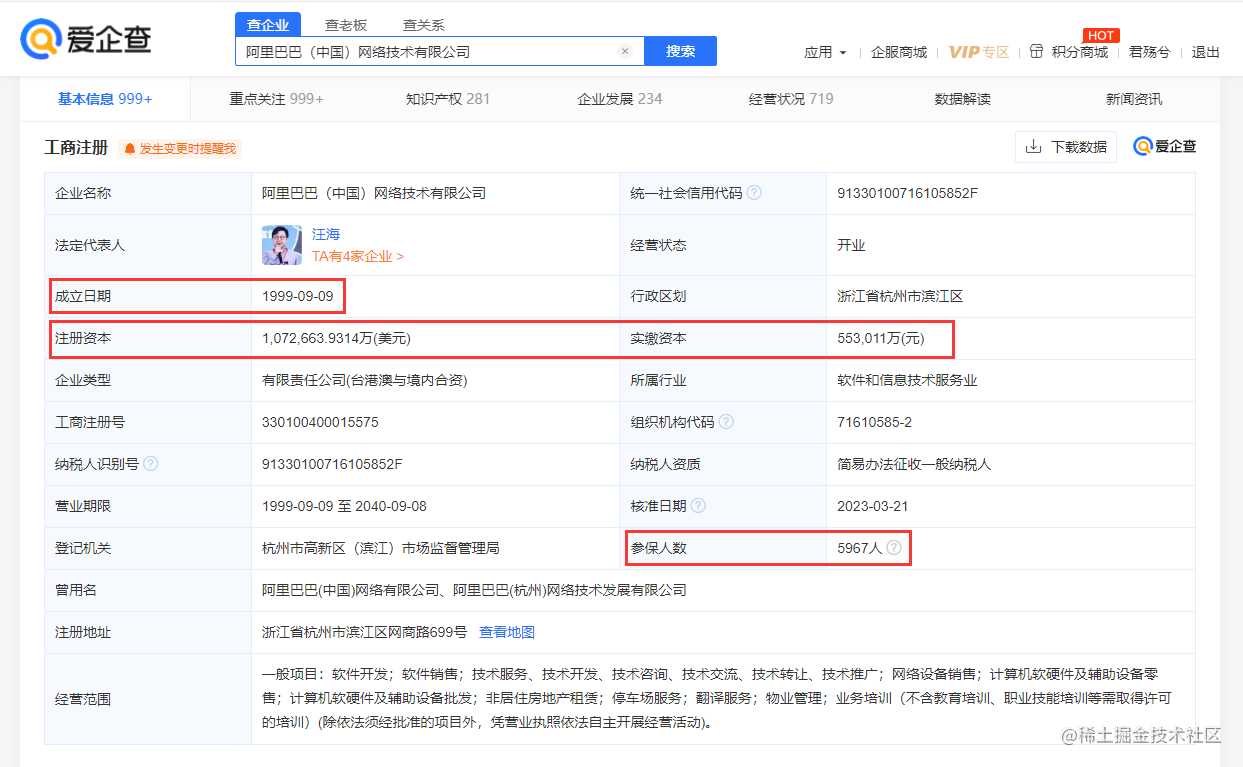 爱企查
查企业 查老板 查关系
阿里巴巴（中国）网络技术有限公司 × 搜索
应用 企服商城 VIP专区 积分商城 HOT 君殇兮 退出
基本信息 999+ 重点关注 999+ 知识产权 281 企业发展 234 经营状况 719 数据解读 新闻资讯
工商注册 发生变更时提醒我 下载数据 爱企查
企业名称 阿里巴巴（中国）网络技术有限公司 统一社会信用代码 ? 91330100716105852F
法定代表人 汪海 TA有4家企业 > 经营状态 开业
成立日期 1999-09-09 行政区划 浙江省杭州市滨江区
注册资本 1,072,663.9314万(美元) 实缴资本 553,011万(元)
企业类型 有限责任公司(台港澳与境内合资) 所属行业 软件和信息技术服务业
工商注册号 330100400015575 组织机构代码 ? 71610585-2
纳税人识别号 ? 91330100716105852F 纳税人资质 简易办法征收一般纳税人
营业期限 1999-09-09 至 2040-09-08 核准日期 ? 2023-03-21
登记机关 杭州市高新区（滨江）市场监督管理局 参保人数 5967人 ?
曾用名 阿里巴巴(中国)网络有限公司、阿里巴巴(杭州)网络技术发展有限公司
注册地址 浙江省杭州市滨江区网商路699号 查看地图
经营范围 一般项目：软件开发；软件销售；技术服务、技术开发、技术咨询、技术交流、技术转让、技术推广；网络设备销售；计算机软硬件及辅助设备零
售；计算机软硬件及辅助设备批发；非居住房地产租赁；停车场服务；翻译服务；物业管理；业务培训（不含教育培训、职业技能培训等需取得许可
的培训）(除依法须经批准的项目外，凭营业执照依法自主开展经营活动)。
@稀土掘金技术社区